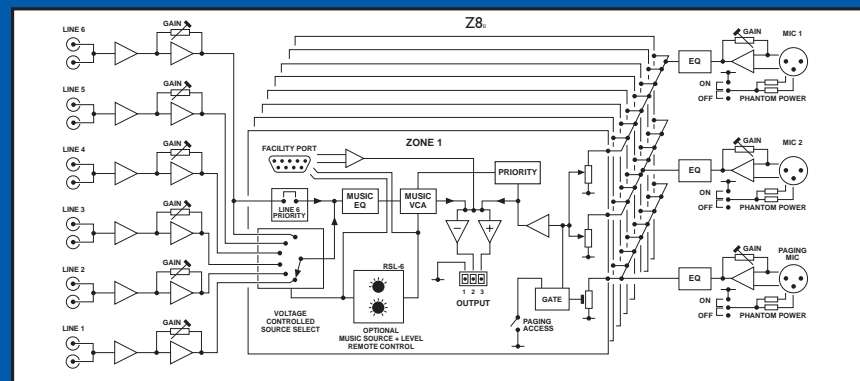 Z8
LINE 6
GAIN
LINE 5
GAIN
LINE 4
GAIN
LINE 3
GAIN
LINE 2
GAIN
LINE 1
GAIN
ZONE 1
FACILITY PORT
LINE 6
PRIORITY
MUSIC
EQ
MUSIC
VCA
PRIORITY
VOLTAGE
CONTROLLED
SOURCE SELECT
RSL-6
OPTIONAL
MUSIC SOURCE + LEVEL
REMOTE CONTROL
− +
1 2 3
OUTPUT
PAGING
ACCESS
GATE
MIC 1
GAIN
EQ
ON
OFF
PHANTOM POWER
MIC 2
GAIN
EQ
ON
OFF
PHANTOM POWER
PAGING
MIC
GAIN
EQ
ON
OFF
PHANTOM POWER